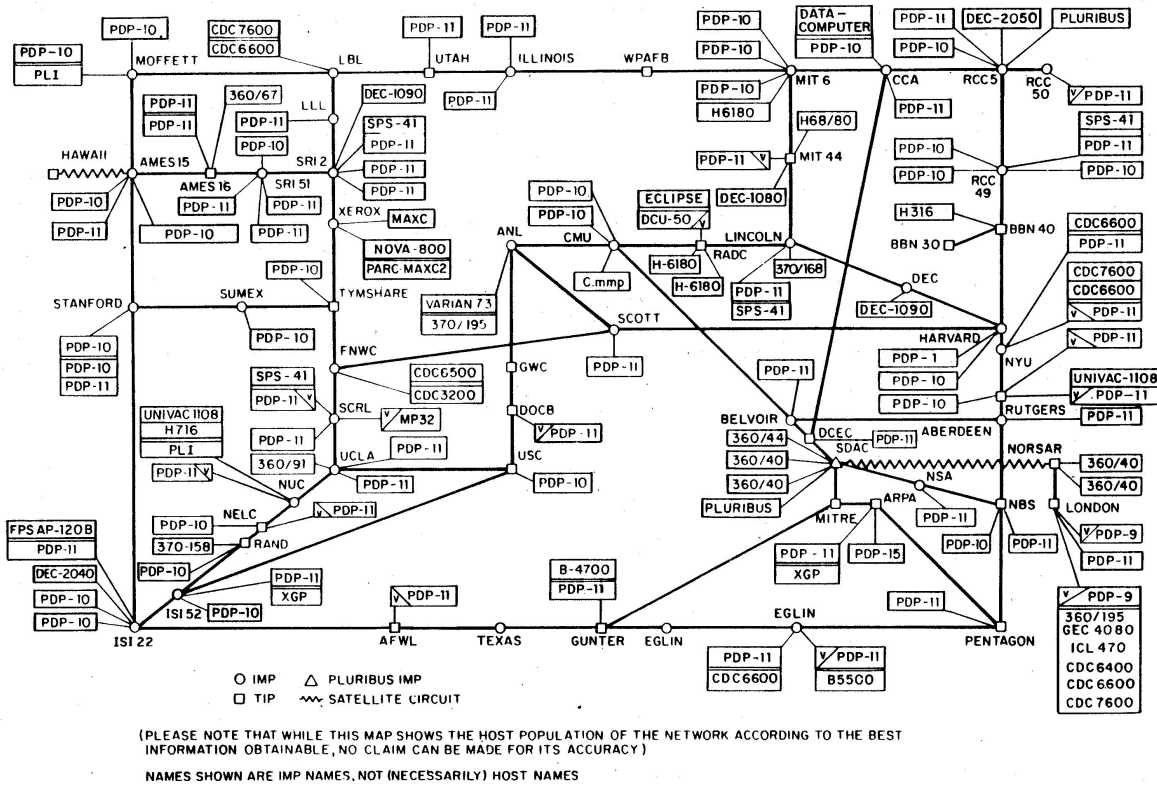 PDP-10
CDC 7600
CDC 6600
PDP-11
PDP-11
PDP-10
PDP-10
PDP-10
H6180
DATA-
COMPUTER
PDP-10
PDP-11
PDP-10
DEC-2050
PLURIBUS
PDP-10
PLI
MOFFETT
LBL
UTAH
ILLINOIS
WPAFB
MIT 6
CCA
RCC 5
RCC
50
V PDP-11
PDP-11
PDP-11
PDP-11
PDP-11
360/67
LLL
PDP-11
DEC-1090
SPS-41
PDP-11
PDP-11
PDP-11
H68/80
PDP-11 V
MIT 44
DEC-1080
SPS-41
PDP-11
PDP-10
PDP-10
PDP-10
RCC
49
HAWAII
AMES 15
AMES 16
PDP-10
SRI 51
SRI 2
PDP-10
PDP-11
PDP-10
PDP-11
PDP-11
XEROX
MAXC
NOVA-800
PARC-MAXC2
PDP-10
PDP-10
CMU
C.mmp
ECLIPSE
DCU-50 V
RADC
H-6180
H-6180
LINCOLN
370/168
PDP-11
SPS-41
H316
BBN 40
BBN 30
CDC6600
PDP-11
CDC7600
CDC6600
V PDP-11
V PDP-11
ANL
DEC
DEC-1090
STANFORD
SUMEX
PDP-10
TYMSHARE
PDP-10
VARIAN 73
370/195
SCOTT
PDP-11
HARVARD
NYU
PDP-10
PDP-10
PDP-11
FNWC
CDC6500
CDC3200
GWC
PDP-1
PDP-10
PDP-10
UNIVAC-1108
V PDP-11
RUTGERS
PDP-11
SPS-41
PDP-11 V
SCRL
V MP32
DOCB
V PDP-11
PDP-11
BELVOIR
ABERDEEN
UNIVAC 1108
H716
PLI
PDP-11 V
PDP-11
360/91
UCLA
PDP-11
PDP-11
USC
PDP-10
360/44
360/40
360/40
PLURIBUS
DCEC
PDP-11
SDAC
NORSAR
360/40
360/40
NSA
PDP-11
NUC
NELC
V PDP-11
PDP-10
370-158
RAND
PDP-10
MITRE
ARPA
PDP-11
XGP
PDP-15
NBS
PDP-10
PDP-11
LONDON
V PDP-9
PDP-11
FPS AP-120B
PDP-11
DEC-2040
PDP-10
PDP-10
ISI 22
ISI 52
PDP-11
XGP
PDP-10
V PDP-11
AFWL
TEXAS
B-4700
PDP-11
GUNTER
EGLIN
EGLIN
PDP-11
CDC6600
V PDP-11
B5500
PDP-11
PENTAGON
V PDP-9
360/195
GEC 4080
ICL 470
CDC6400
CDC6600
CDC7600
IMP
PLURIBUS IMP
TIP
SATELLITE CIRCUIT
(PLEASE NOTE THAT WHILE THIS MAP SHOWS THE HOST POPULATION OF THE NETWORK ACCORDING TO THE BEST
INFORMATION OBTAINABLE, NO CLAIM CAN BE MADE FOR ITS ACCURACY)
NAMES SHOWN ARE IMP NAMES, NOT (NECESSARILY) HOST NAMES